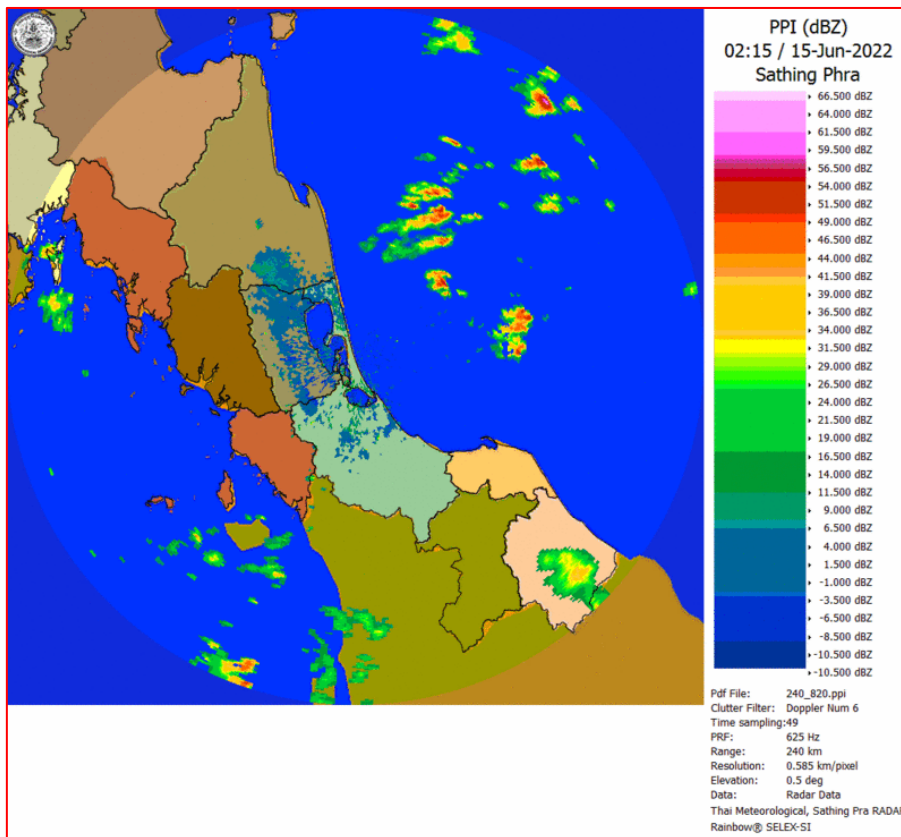 PPI (dBZ)
02:15 / 15-Jun-2022
Sathing Phra
66.500 dBZ
64.000 dBZ
61.500 dBZ
59.500 dBZ
56.500 dBZ
54.000 dBZ
51.500 dBZ
49.000 dBZ
46.500 dBZ
44.000 dBZ
41.500 dBZ
39.000 dBZ
36.500 dBZ
34.000 dBZ
31.500 dBZ
29.000 dBZ
26.500 dBZ
24.000 dBZ
21.500 dBZ
19.000 dBZ
16.500 dBZ
14.000 dBZ
11.500 dBZ
9.000 dBZ
6.500 dBZ
4.000 dBZ
1.500 dBZ
-1.000 dBZ
-3.500 dBZ
-6.500 dBZ
-8.500 dBZ
-10.500 dBZ
-10.500 dBZ
Pdf File: 240_820.ppi
Clutter Filter: Doppler Num 6
Time sampling:49
PRF: 625 Hz
Range: 240 km
Resolution: 0.585 km/pixel
Elevation: 0.5 deg
Data: Radar Data
Thai Meteorological, Sathing Pra RADAR
Rainbow® SELEX-SI